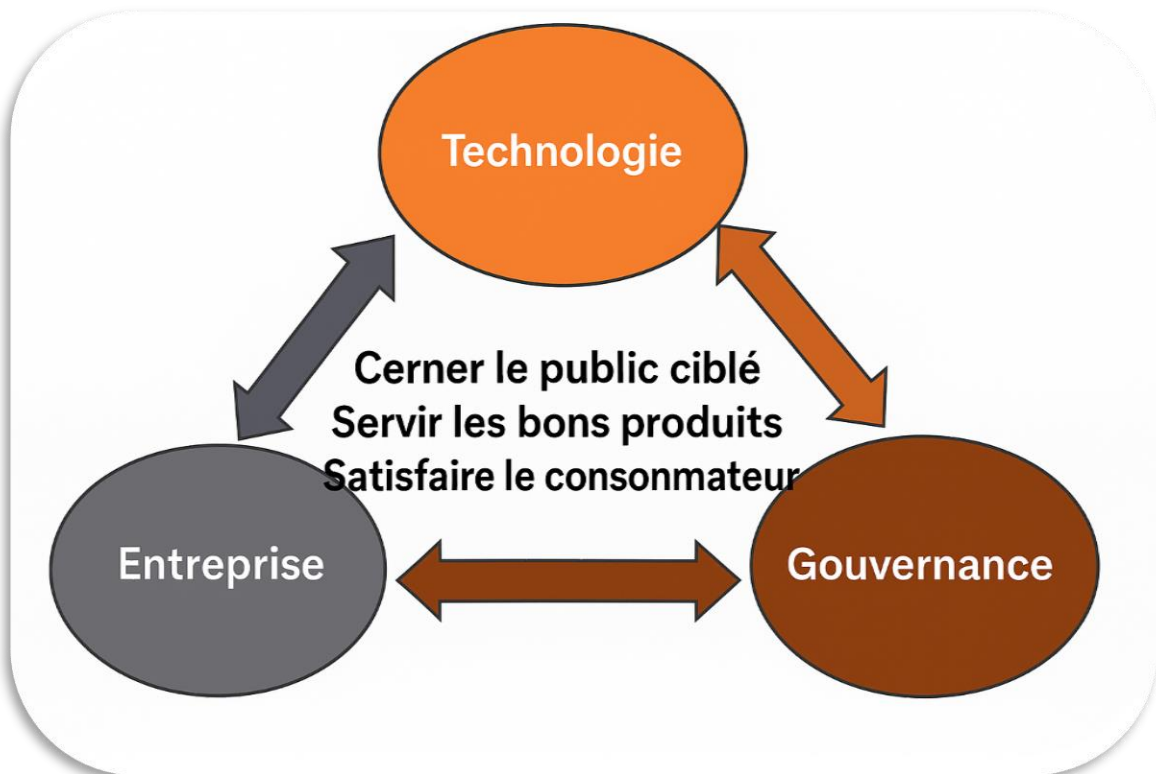 Technologie
Cerner le public ciblé
Servir les bons produits
Satisfaire le consonmateur
Entreprise
Gouvernance